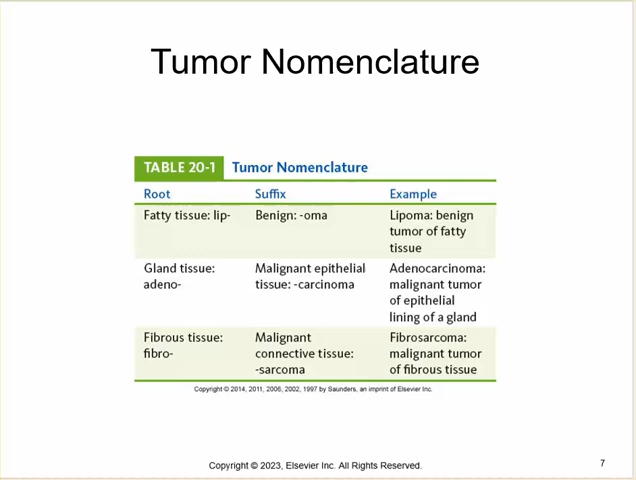 Tumor Nomenclature
TABLE 20-1 Tumor Nomenclature
Root Suffix Example
Fatty tissue: lip- Benign: -oma Lipoma: benign
tumor of fatty
tissue
Gland tissue: Malignant epithelial Adenocarcinoma:
adeno- tissue: -carcinoma malignant tumor
of epithelial
lining of a gland
Fibrous tissue: Malignant Fibrosarcoma:
fibro- connective tissue: malignant tumor
-sarcoma of fibrous tissue
Copyright © 2014, 2011, 2006, 2002, 1997 by Saunders, an imprint of Elsevier Inc.
Copyright © 2023, Elsevier Inc. All Rights Reserved.
7